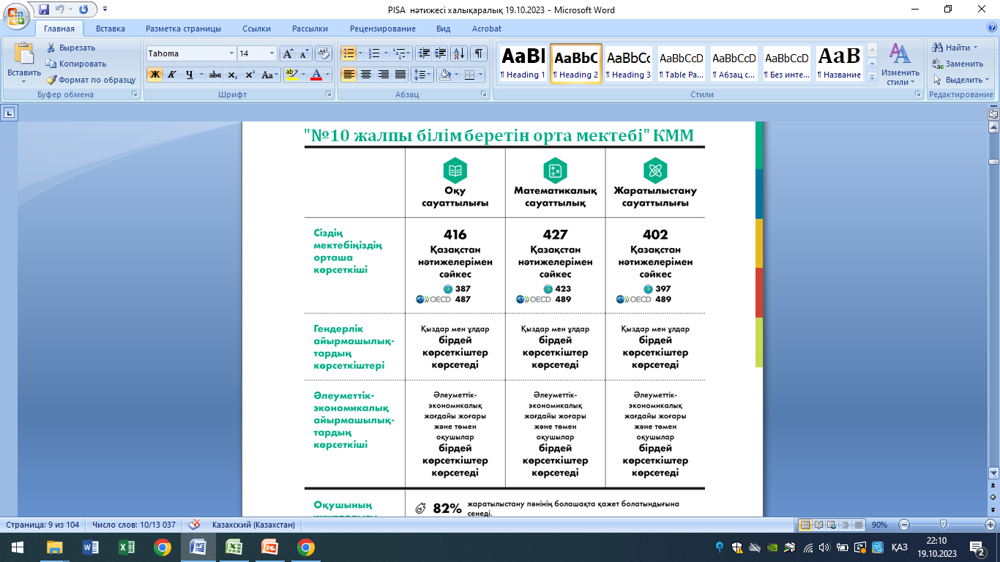 PISA нәтижесі халықаралық 19.10.2023 - Microsoft Word
Главная Вставка Разметка страницы Ссылки Рассылки Рецензирование Вид Acrobat
Вставить
Вырезать
Копировать
Формат по образцу
Буфер обмена
Tahoma 14
Ж К Ч abc x₂ x² Aa
Шрифт
Абзац
AaBl AaBbC AaBbCc AaBbCcD AaBbCcD AaBbCcD AaB
¶ Heading 1 ¶ Heading 2 ¶ Heading 3 ¶ Table Pa... ¶ Абзац с... ¶ Без инте... ¶ Название
Изменить стили
Стили
Найти
Заменить
Выделить
Редактирование
"№10 жалпы білім беретін орта мектебі" КММ
Оқу
сауаттылығы
Математикалық
сауаттылық
Жаратылыстану
сауаттылығы
Сіздің
мектебіңіздің
орташа
көрсеткіші
416
Қазақстан
нәтижелерімен
сәйкес
387
OECD 487
427
Қазақстан
нәтижелерімен
сәйкес
423
OECD 489
402
Қазақстан
нәтижелерімен
сәйкес
397
OECD 489
Гендерлік
айырмашылық-
тардың
көрсеткіштері
Қыздар мен ұлдар
бірдей
көрсеткіштер
көрсетеді
Қыздар мен ұлдар
бірдей
көрсеткіштер
көрсетеді
Қыздар мен ұлдар
бірдей
көрсеткіштер
көрсетеді
Әлеуметтік-
экономикалық
айырмашылық-
тардың
көрсеткіші
Әлеуметтік-
экономикалық
жағдайы жоғары
және төмен
оқушылар
бірдей
көрсеткіштер
көрсетеді
Әлеуметтік-
экономикалық
жағдайы жоғары
және төмен
оқушылар
бірдей
көрсеткіштер
көрсетеді
Әлеуметтік-
экономикалық
жағдайы жоғары
және төмен
оқушылар
бірдей
көрсеткіштер
көрсетеді
Оқушының
82% жаратылыстану пәнінің болашақта қажет болатындығына
сенеді.
Страница: 9 из 104 Число слов: 10/13 037 Казахский (Казахстан) 90%
ҚАЗ
22:10
19.10.2023
2